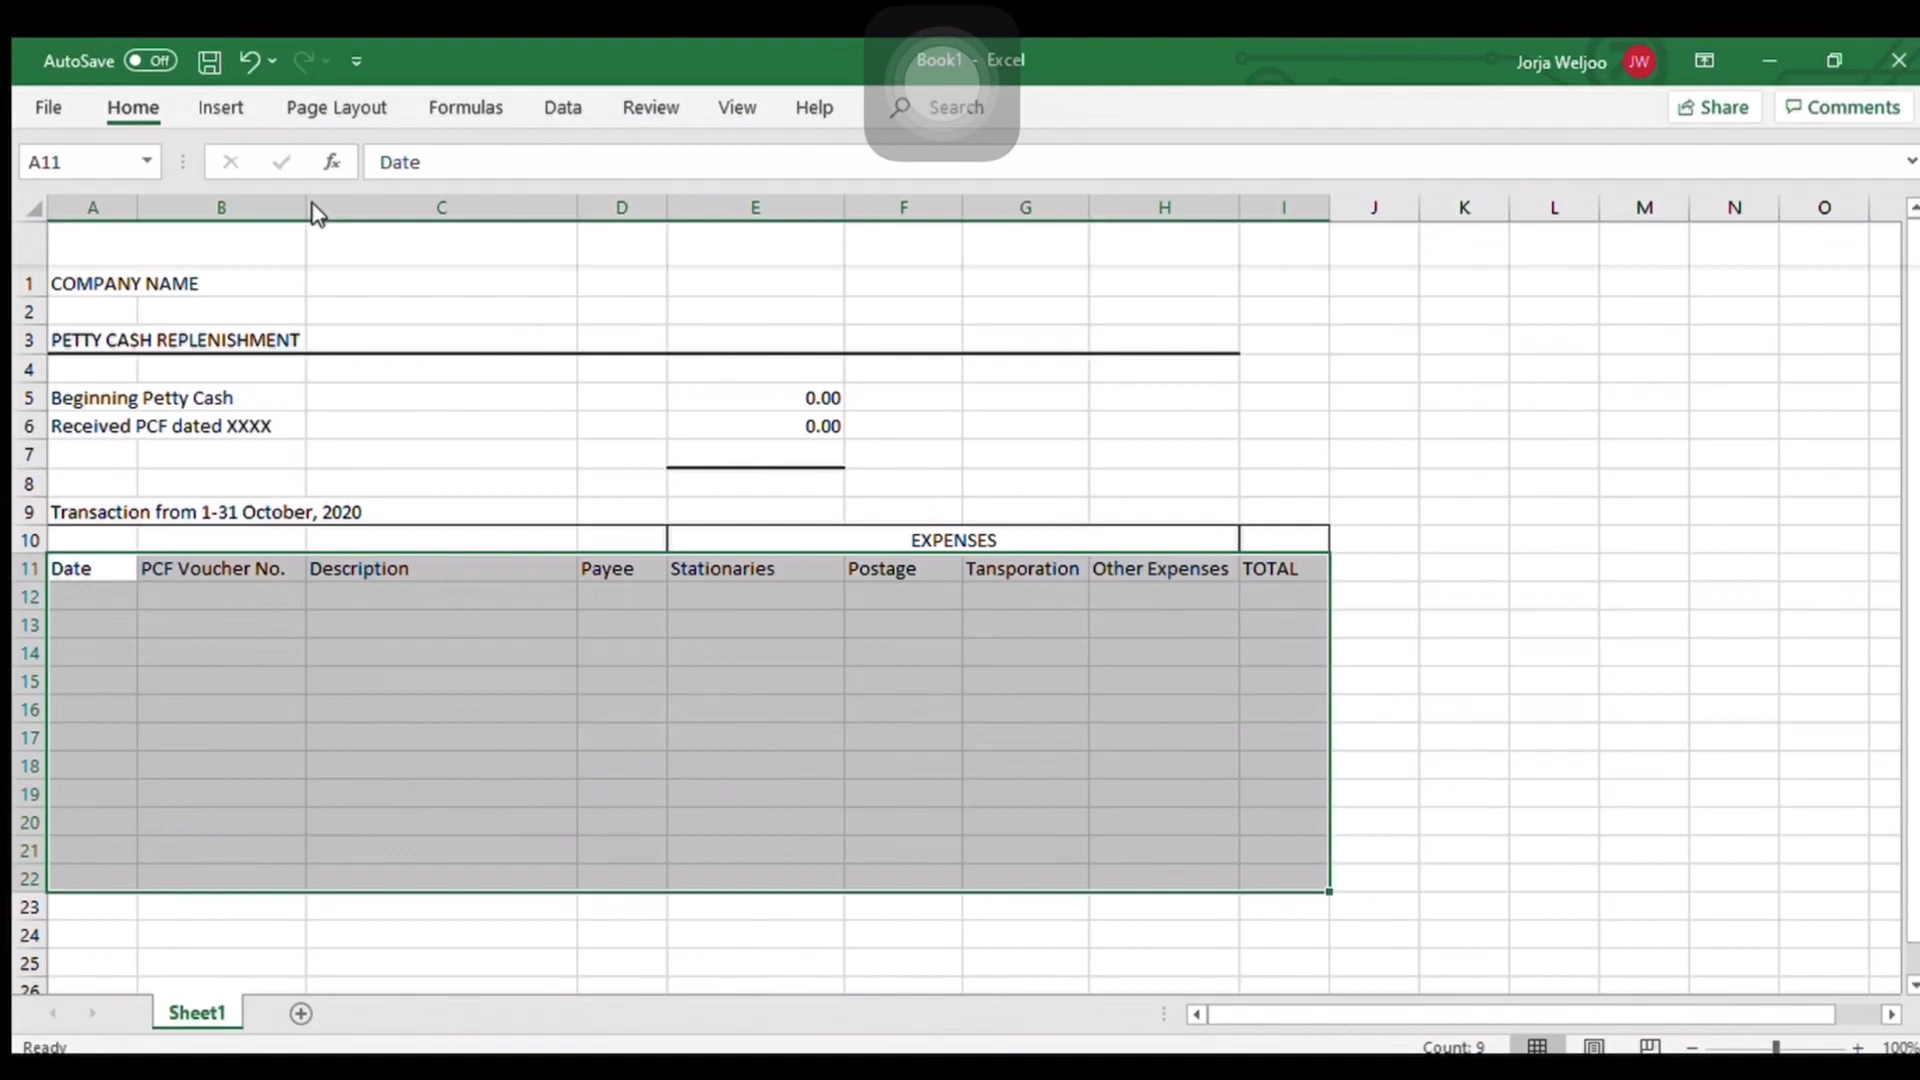 AutoSave Off Book1 - Excel Jorja Weljoo JW
File Home Insert Page Layout Formulas Data Review View Help Search Share Comments
A11 fx Date
A B C D E F G H I J K L M N O
1 COMPANY NAME
2
3 PETTY CASH REPLENISHMENT
4
5 Beginning Petty Cash 0.00
6 Received PCF dated XXXX 0.00
7
8
9 Transaction from 1-31 October, 2020
10 EXPENSES
11 Date PCF Voucher No. Description Payee Stationaries Postage Tansporation Other Expenses TOTAL
12
13
14
15
16
17
18
19
20
21
22
23
24
25
26
Sheet1
Ready Count: 9 100%